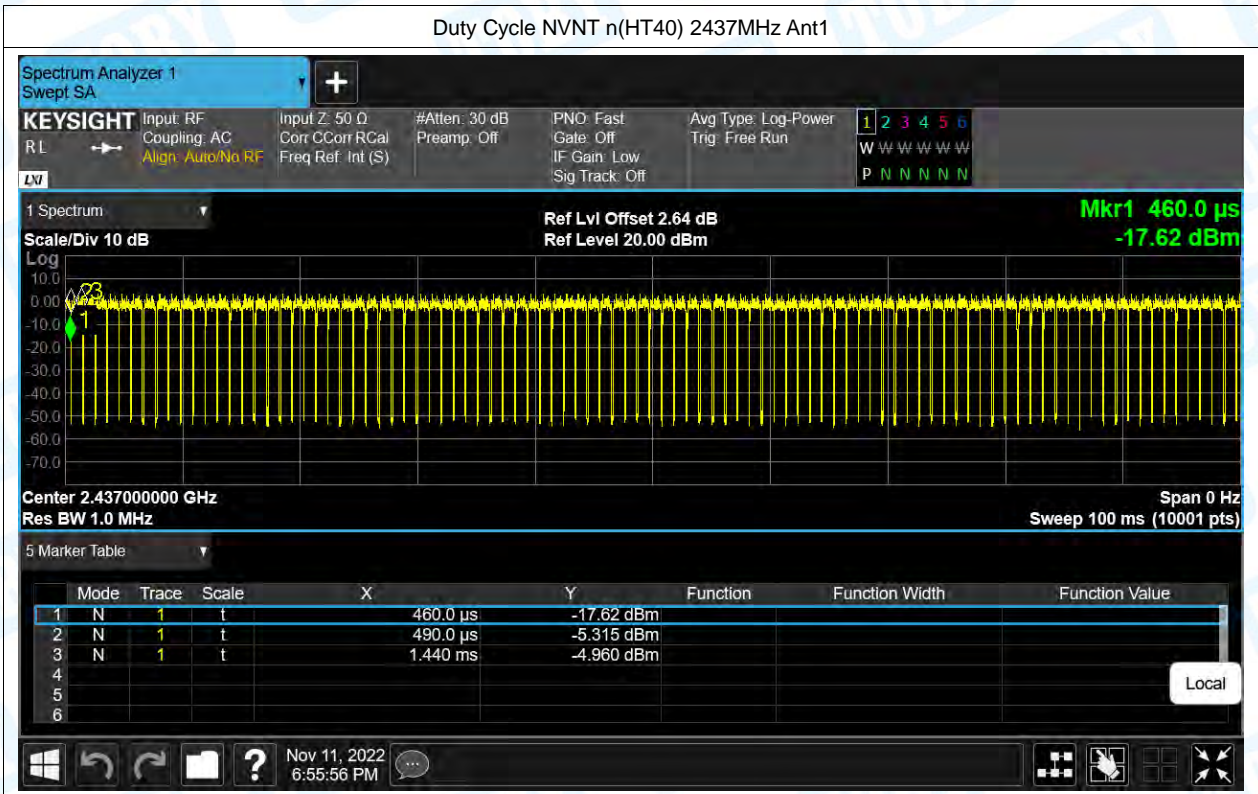 Duty Cycle NVNT n(HT40) 2437MHz Ant1
Spectrum Analyzer 1
Swept SA
KEYSIGHT Input: RF Input Z: 50 Ω #Atten: 30 dB PNO: Fast Avg Type: Log-Power 1 2 3 4 5 6
RL Coupling: AC Corr CCorr RCal Preamp: Off Gate: Off Trig: Free Run W W W W W W
Align: Auto/No RF Freq Ref: Int (S) IF Gain: Low P N N N N N
LXI Sig Track: Off
1 Spectrum Ref Lvl Offset 2.64 dB Mkr1 460.0 µs
Scale/Div 10 dB Ref Level 20.00 dBm -17.62 dBm
Log
10.0
0.00 23
-10.0 1
-20.0
-30.0
-40.0
-50.0
-60.0
-70.0
Center 2.437000000 GHz Span 0 Hz
Res BW 1.0 MHz Sweep 100 ms (10001 pts)
5 Marker Table
Mode Trace Scale X Y Function Function Width Function Value
1 N 1 t 460.0 µs -17.62 dBm
2 N 1 t 490.0 µs -5.315 dBm
3 N 1 t 1.440 ms -4.960 dBm
4
5
6
Local
? Nov 11, 2022
6:55:56 PM